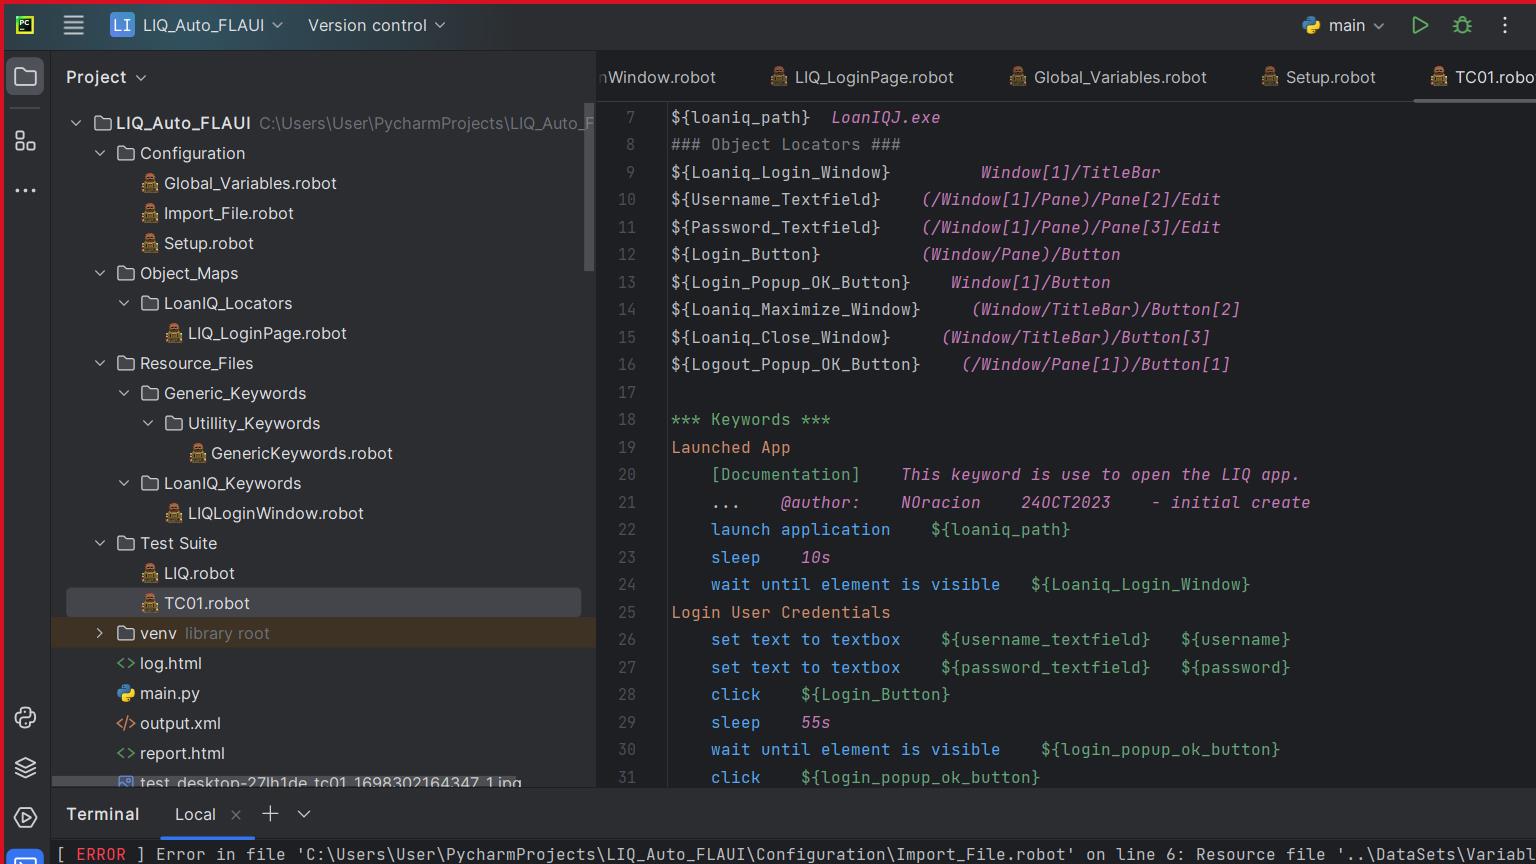 PC
LI LIQ_Auto_FLAUI Version control main
Project
nWindow.robot LIQ_LoginPage.robot Global_Variables.robot Setup.robot TC01.robo
LIQ_Auto_FLAUI C:\Users\User\PycharmProjects\LIQ_Auto_F
Configuration
Global_Variables.robot
Import_File.robot
Setup.robot
Object_Maps
LoanIQ_Locators
LIQ_LoginPage.robot
Resource_Files
Generic_Keywords
Utillity_Keywords
GenericKeywords.robot
LoanIQ_Keywords
LIQLoginWindow.robot
Test Suite
LIQ.robot
TC01.robot
venv library root
log.html
main.py
output.xml
report.html
test_desktop-27lh1de_tc01_1698302164347_1.jpg
7 ${loaniq_path} LoanIQJ.exe
8 ### Object Locators ###
9 ${Loaniq_Login_Window} Window[1]/TitleBar
10 ${Username_Textfield} (/Window[1]/Pane)/Pane[2]/Edit
11 ${Password_Textfield} (/Window[1]/Pane)/Pane[3]/Edit
12 ${Login_Button} (Window/Pane)/Button
13 ${Login_Popup_OK_Button} Window[1]/Button
14 ${Loaniq_Maximize_Window} (Window/TitleBar)/Button[2]
15 ${Loaniq_Close_Window} (Window/TitleBar)/Button[3]
16 ${Logout_Popup_OK_Button} (/Window/Pane[1])/Button[1]
17
18 *** Keywords ***
19 Launched App
20 [Documentation] This keyword is use to open the LIQ app.
21 ... @author: NOracion 24OCT2023 - initial create
22 launch application ${loaniq_path}
23 sleep 10s
24 wait until element is visible ${Loaniq_Login_Window}
25 Login User Credentials
26 set text to textbox ${username_textfield} ${username}
27 set text to textbox ${password_textfield} ${password}
28 click ${Login_Button}
29 sleep 55s
30 wait until element is visible ${login_popup_ok_button}
31 click ${login_popup_ok_button}
Terminal Local
[ ERROR ] Error in file 'C:\Users\User\PycharmProjects\LIQ_Auto_FLAUI\Configuration\Import_File.robot' on line 6: Resource file '..\DataSets\Variabl